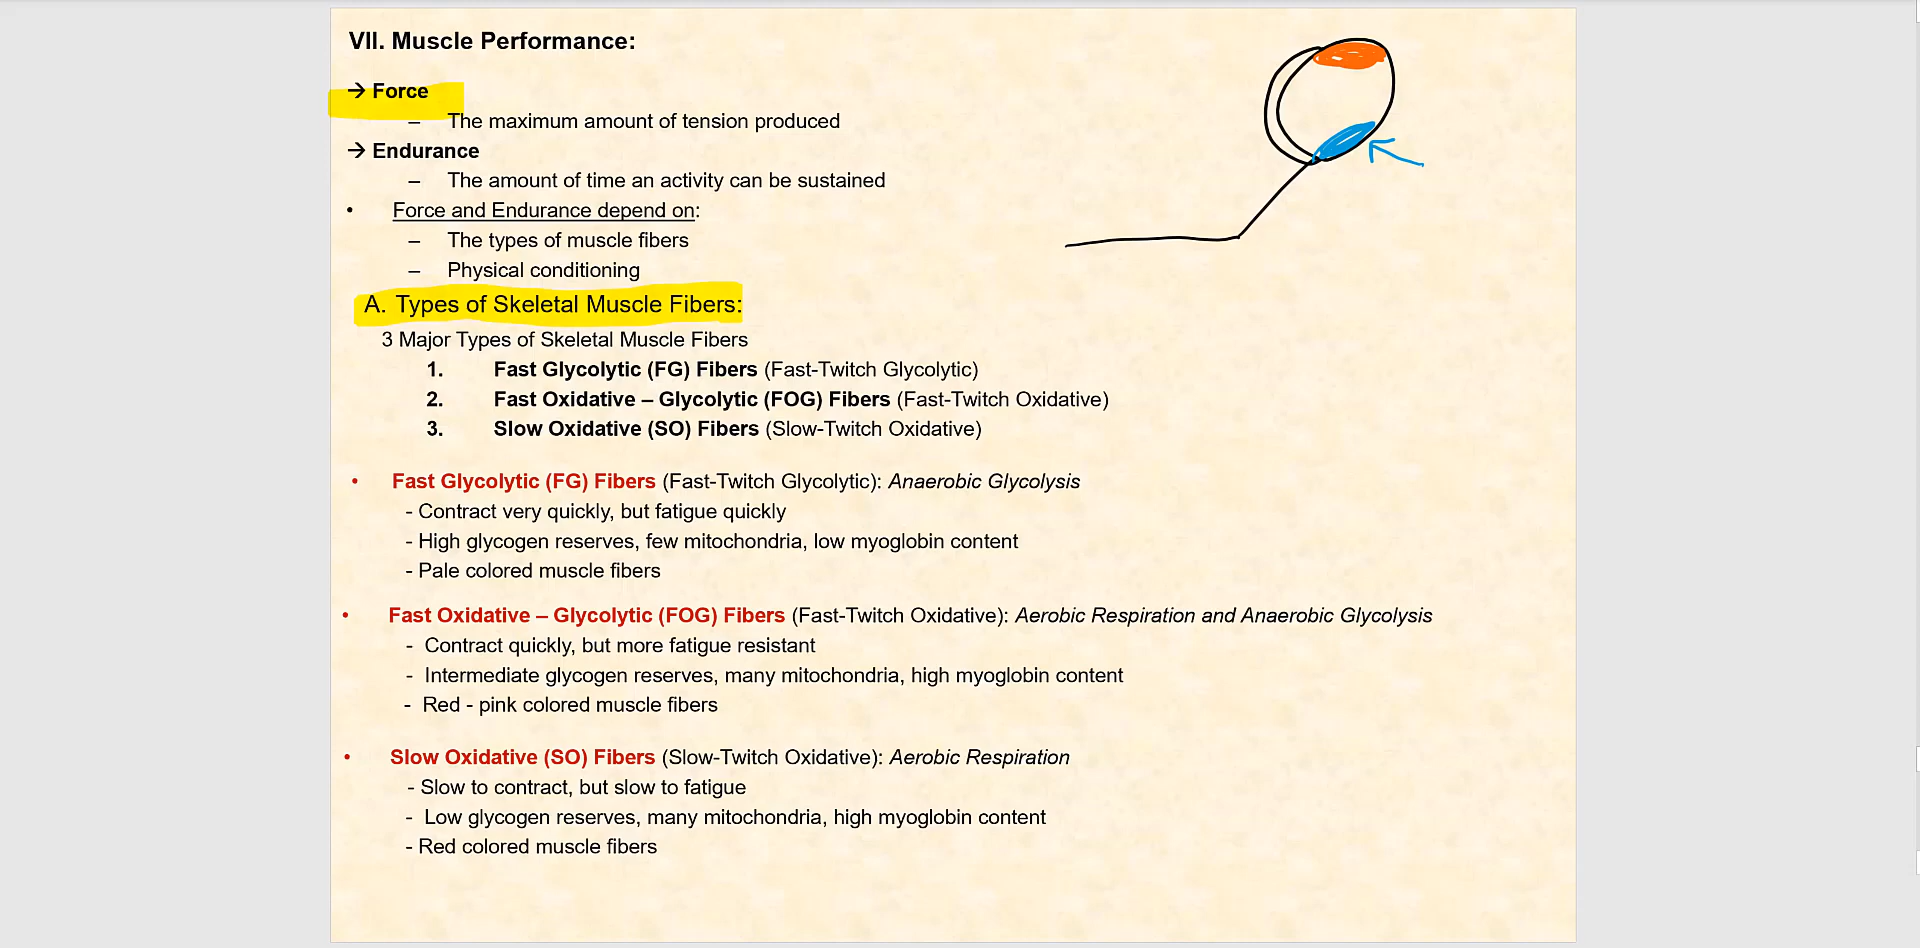 VII. Muscle Performance:
→ Force
– The maximum amount of tension produced
→ Endurance
– The amount of time an activity can be sustained
• Force and Endurance depend on:
– The types of muscle fibers
– Physical conditioning
A. Types of Skeletal Muscle Fibers:
3 Major Types of Skeletal Muscle Fibers
1. Fast Glycolytic (FG) Fibers (Fast-Twitch Glycolytic)
2. Fast Oxidative – Glycolytic (FOG) Fibers (Fast-Twitch Oxidative)
3. Slow Oxidative (SO) Fibers (Slow-Twitch Oxidative)
• Fast Glycolytic (FG) Fibers (Fast-Twitch Glycolytic): Anaerobic Glycolysis
- Contract very quickly, but fatigue quickly
- High glycogen reserves, few mitochondria, low myoglobin content
- Pale colored muscle fibers
• Fast Oxidative – Glycolytic (FOG) Fibers (Fast-Twitch Oxidative): Aerobic Respiration and Anaerobic Glycolysis
- Contract quickly, but more fatigue resistant
- Intermediate glycogen reserves, many mitochondria, high myoglobin content
- Red - pink colored muscle fibers
• Slow Oxidative (SO) Fibers (Slow-Twitch Oxidative): Aerobic Respiration
- Slow to contract, but slow to fatigue
- Low glycogen reserves, many mitochondria, high myoglobin content
- Red colored muscle fibers